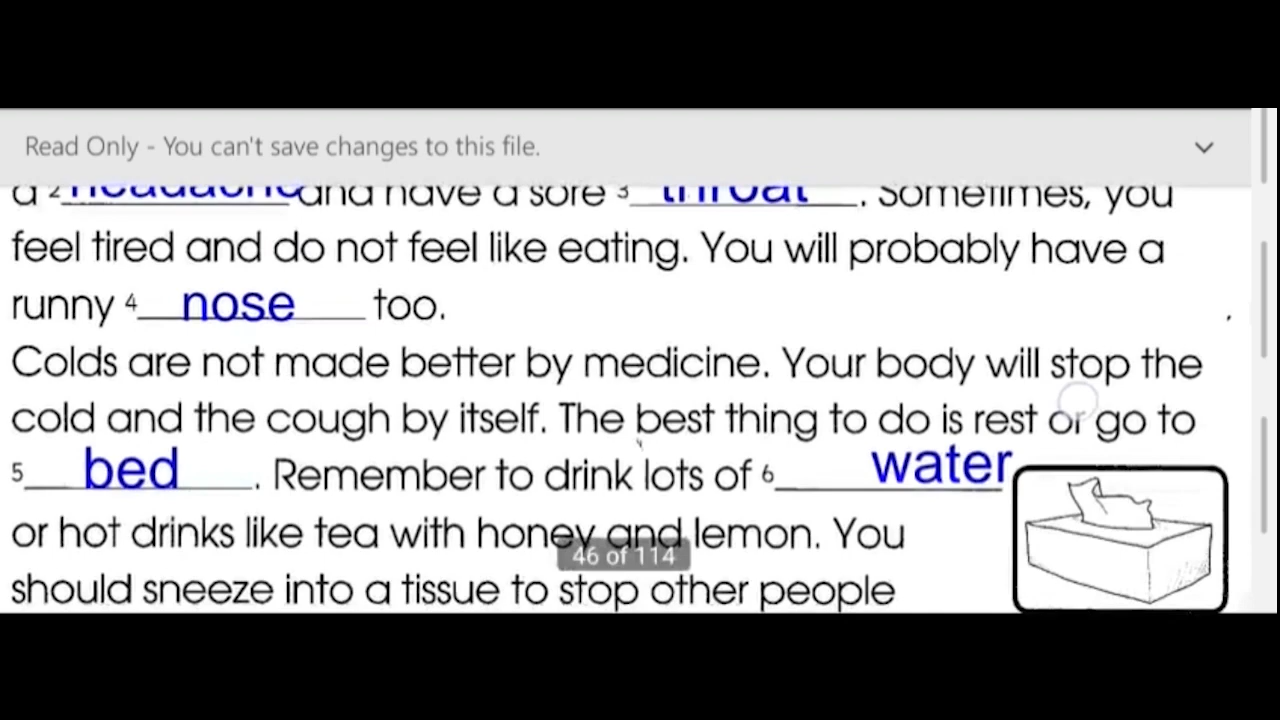 Read Only - You can't save changes to this file.
a 2 headache and have a sore 3 throat . Sometimes, you
feel tired and do not feel like eating. You will probably have a
runny 4 nose too.
Colds are not made better by medicine. Your body will stop the
cold and the cough by itself. The best thing to do is rest or go to
5 bed . Remember to drink lots of 6 water
or hot drinks like tea with honey and lemon. You
46 of 114
should sneeze into a tissue to stop other people